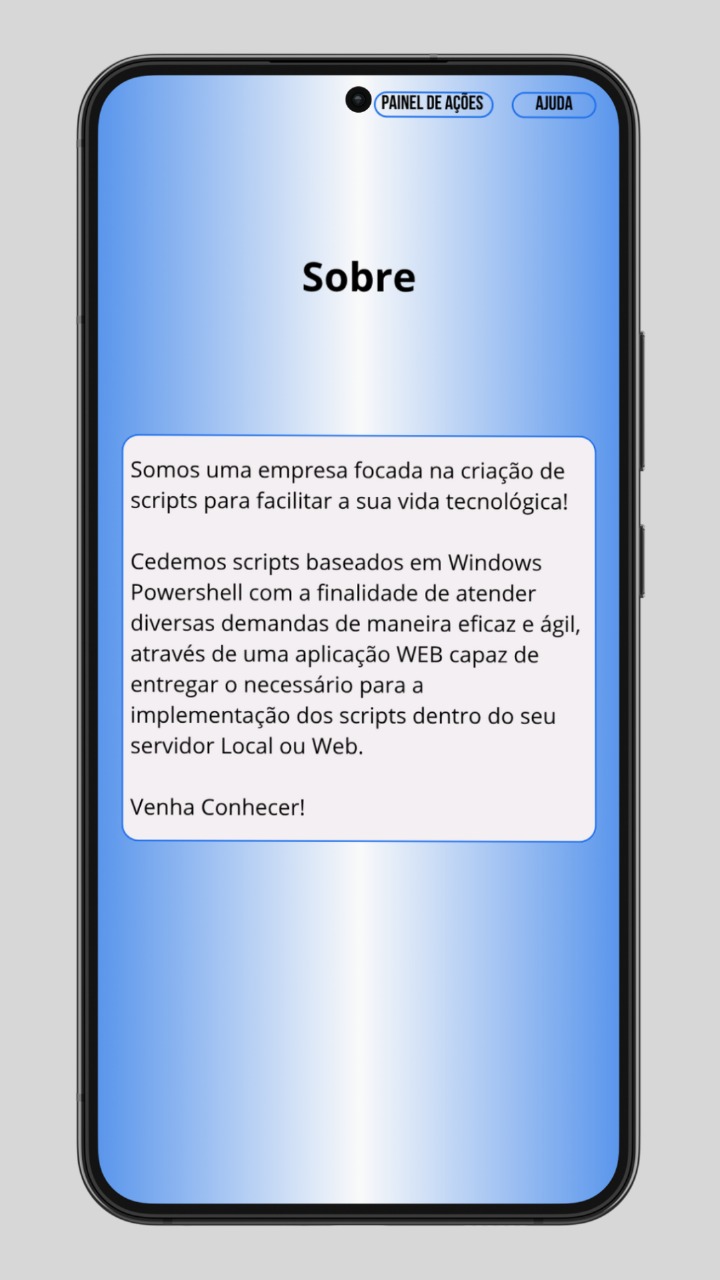 PAINEL DE AÇÕES
AJUDA
Sobre
Somos uma empresa focada na criação de
scripts para facilitar a sua vida tecnológica!
Cedemos scripts baseados em Windows
Powershell com a finalidade de atender
diversas demandas de maneira eficaz e ágil,
através de uma aplicação WEB capaz de
entregar o necessário para a
implementação dos scripts dentro do seu
servidor Local ou Web.
Venha Conhecer!